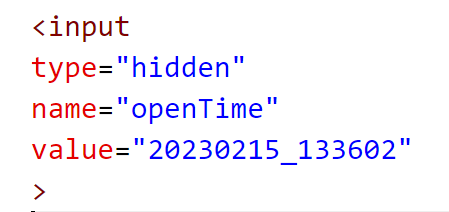 <input
type="hidden"
name="openTime"
value="20230215_133602"
>